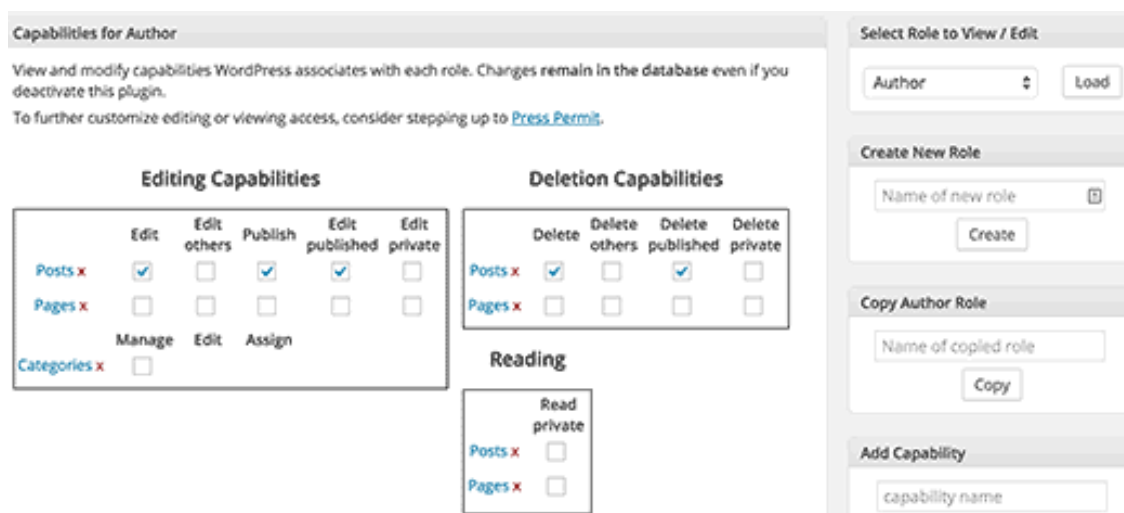 Capabilities for Author
View and modify capabilities WordPress associates with each role. Changes remain in the database even if you
deactivate this plugin.
To further customize editing or viewing access, consider stepping up to Press Permit.
Editing Capabilities
Edit Edit others Publish Edit published Edit private
Posts x
Pages x
Manage Edit Assign
Categories x
Deletion Capabilities
Delete Delete others Delete published Delete private
Posts x
Pages x
Reading
Read private
Posts x
Pages x
Select Role to View / Edit
Author Load
Create New Role
Name of new role
Create
Copy Author Role
Name of copied role
Copy
Add Capability
capability name